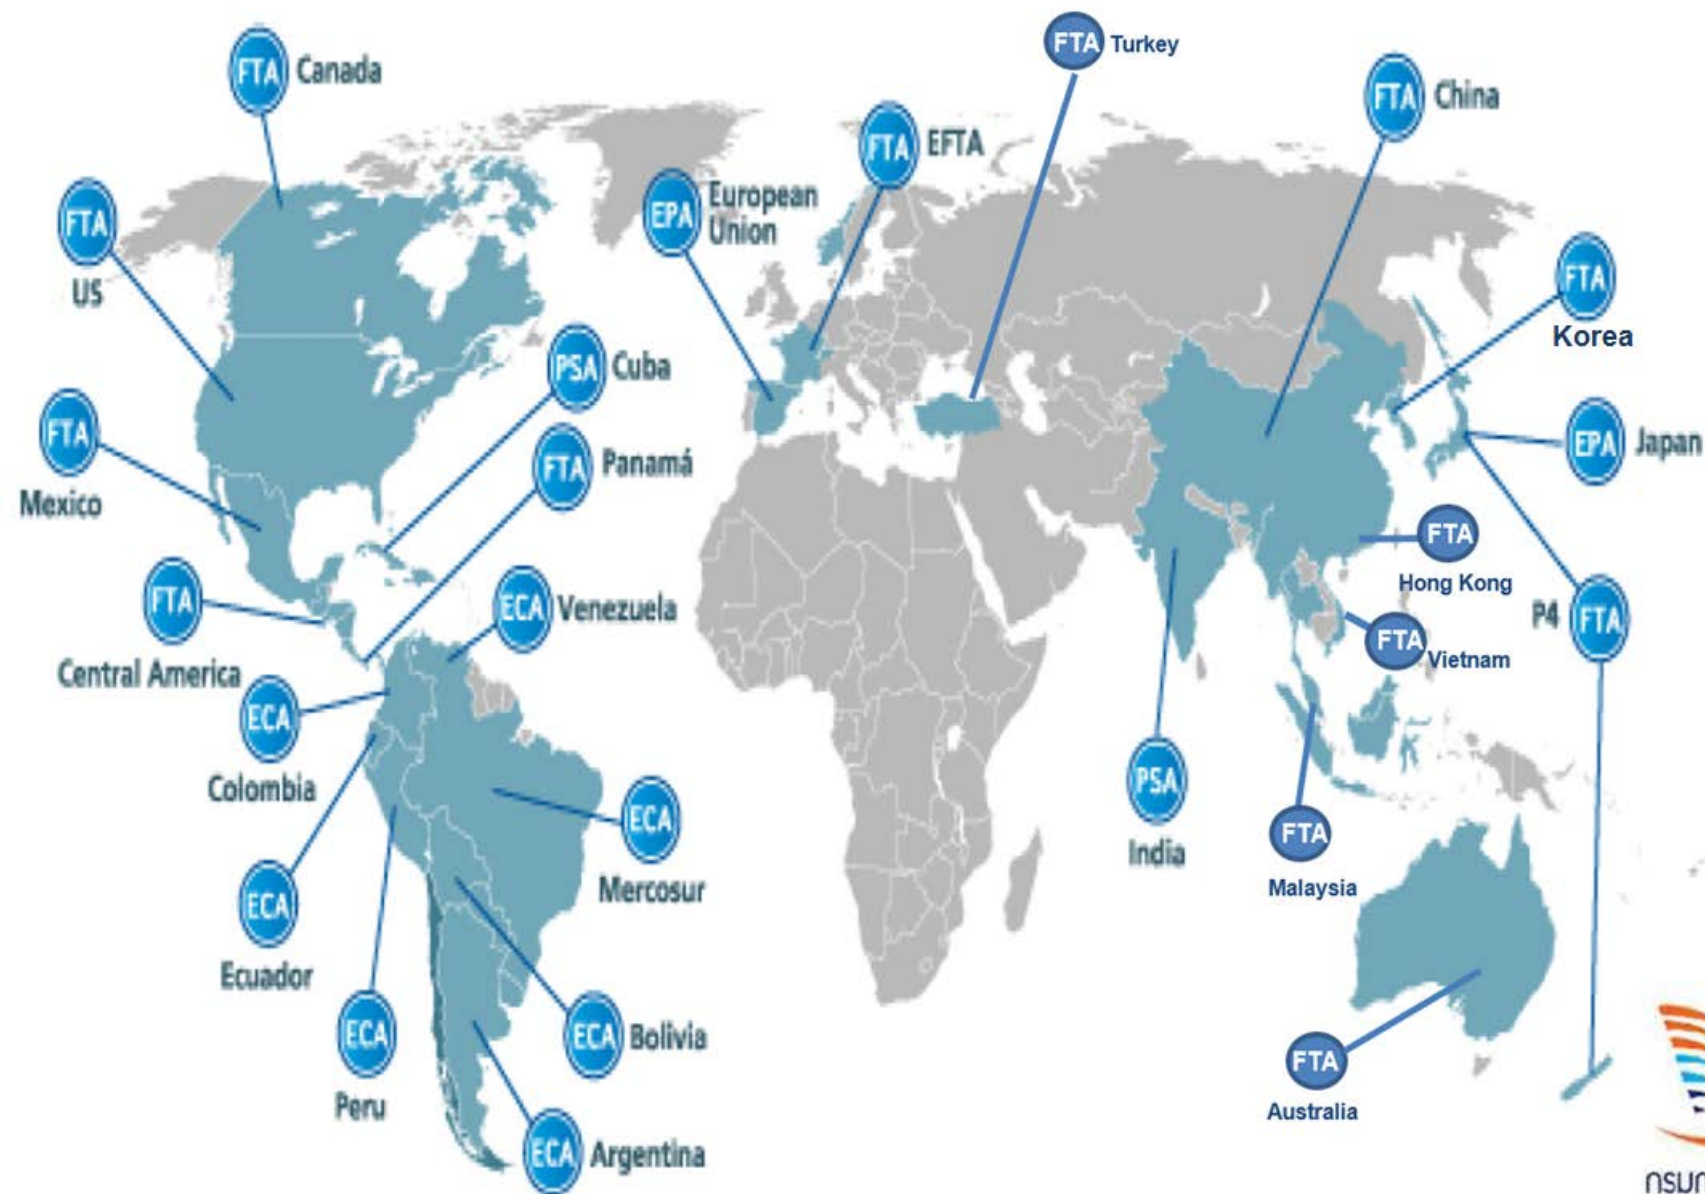 FTA Canada
FTA Turkey
FTA China
FTA EFTA
EPA European
Union
FTA
US
FTA
Korea
PSA Cuba
FTA
Mexico
FTA Panamá
EPA Japan
FTA
Hong Kong
FTA
Central America
ECA Venezuela
P4 FTA
FTA Vietnam
ECA
Colombia
PSA
India
ECA
Mercosur
FTA
Malaysia
ECA
Ecuador
ECA
Peru
ECA Bolivia
FTA
Australia
ECA Argentina